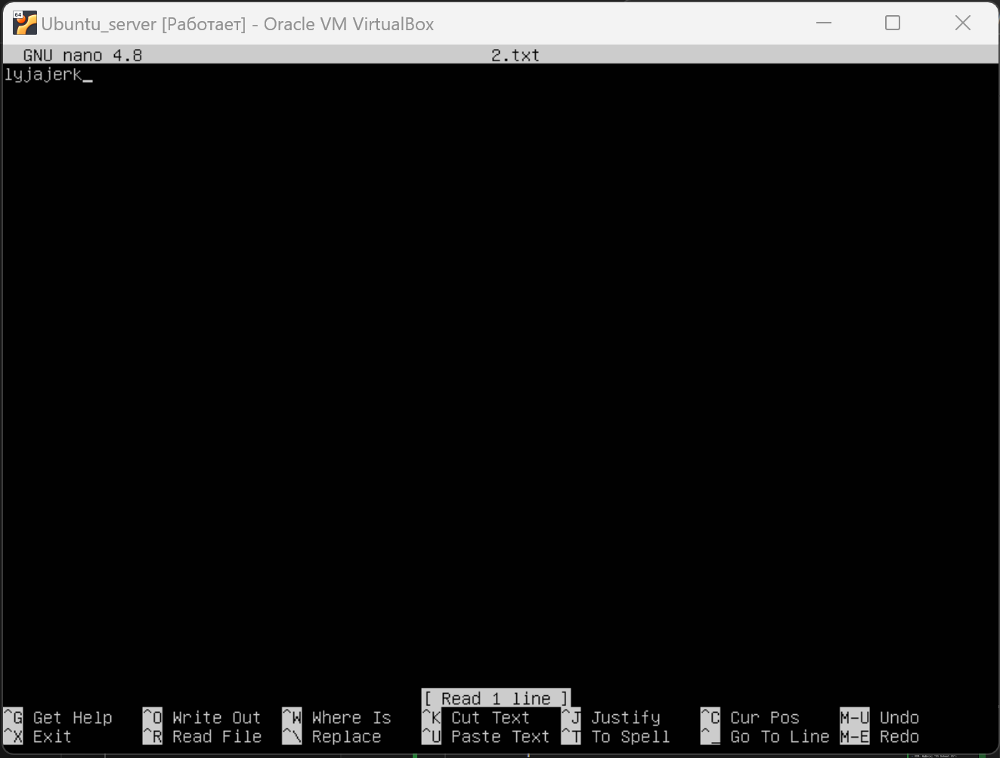 64
Ubuntu_server [Работает] - Oracle VM VirtualBox
GNU nano 4.8 2.txt
lyjajerk_
[ Read 1 line ]
^G Get Help ^O Write Out ^W Where Is ^K Cut Text ^J Justify ^C Cur Pos M-U Undo
^X Exit ^R Read File ^\ Replace ^U Paste Text ^T To Spell ^_ Go To Line M-E Redo